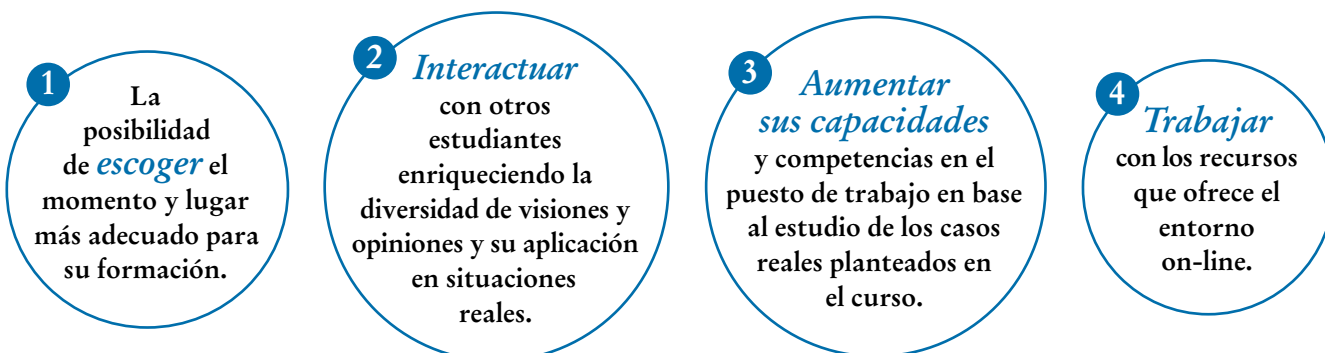 1
La
posibilidad
de escoger el
momento y lugar
más adecuado para
su formación.
2
Interactuar
con otros
estudiantes
enriqueciendo la
diversidad de visiones y
opiniones y su aplicación
en situaciones
reales.
3
Aumentar
sus capacidades
y competencias en el
puesto de trabajo en base
al estudio de los casos
reales planteados en
el curso.
4
Trabajar
con los recursos
que ofrece el
entorno
on-line.